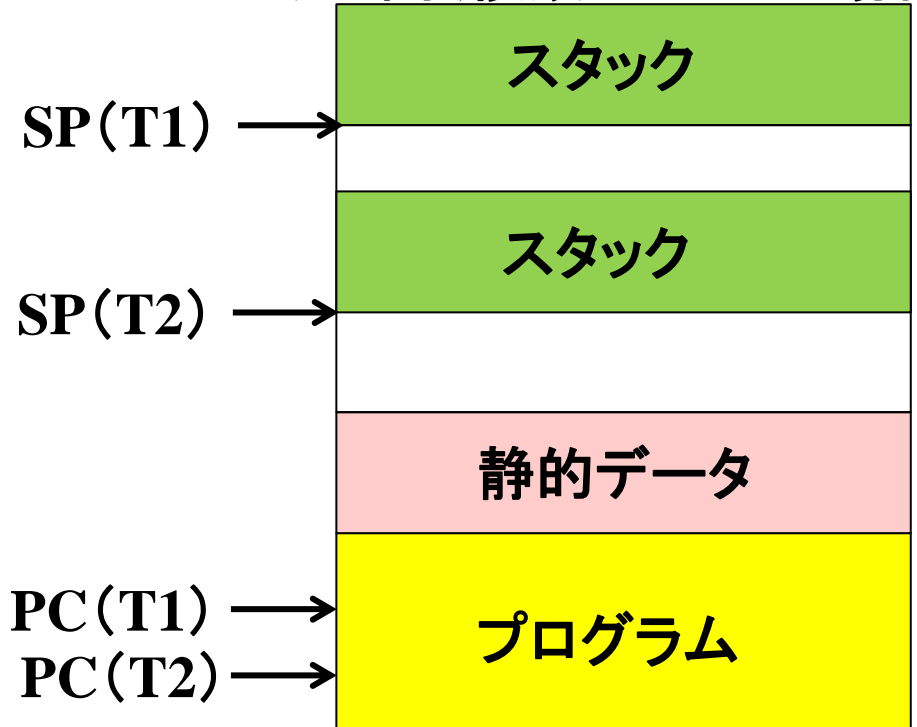 スタック
SP(T1)
スタック
SP(T2)
静的データ
PC(T1)
プログラム
PC(T2)